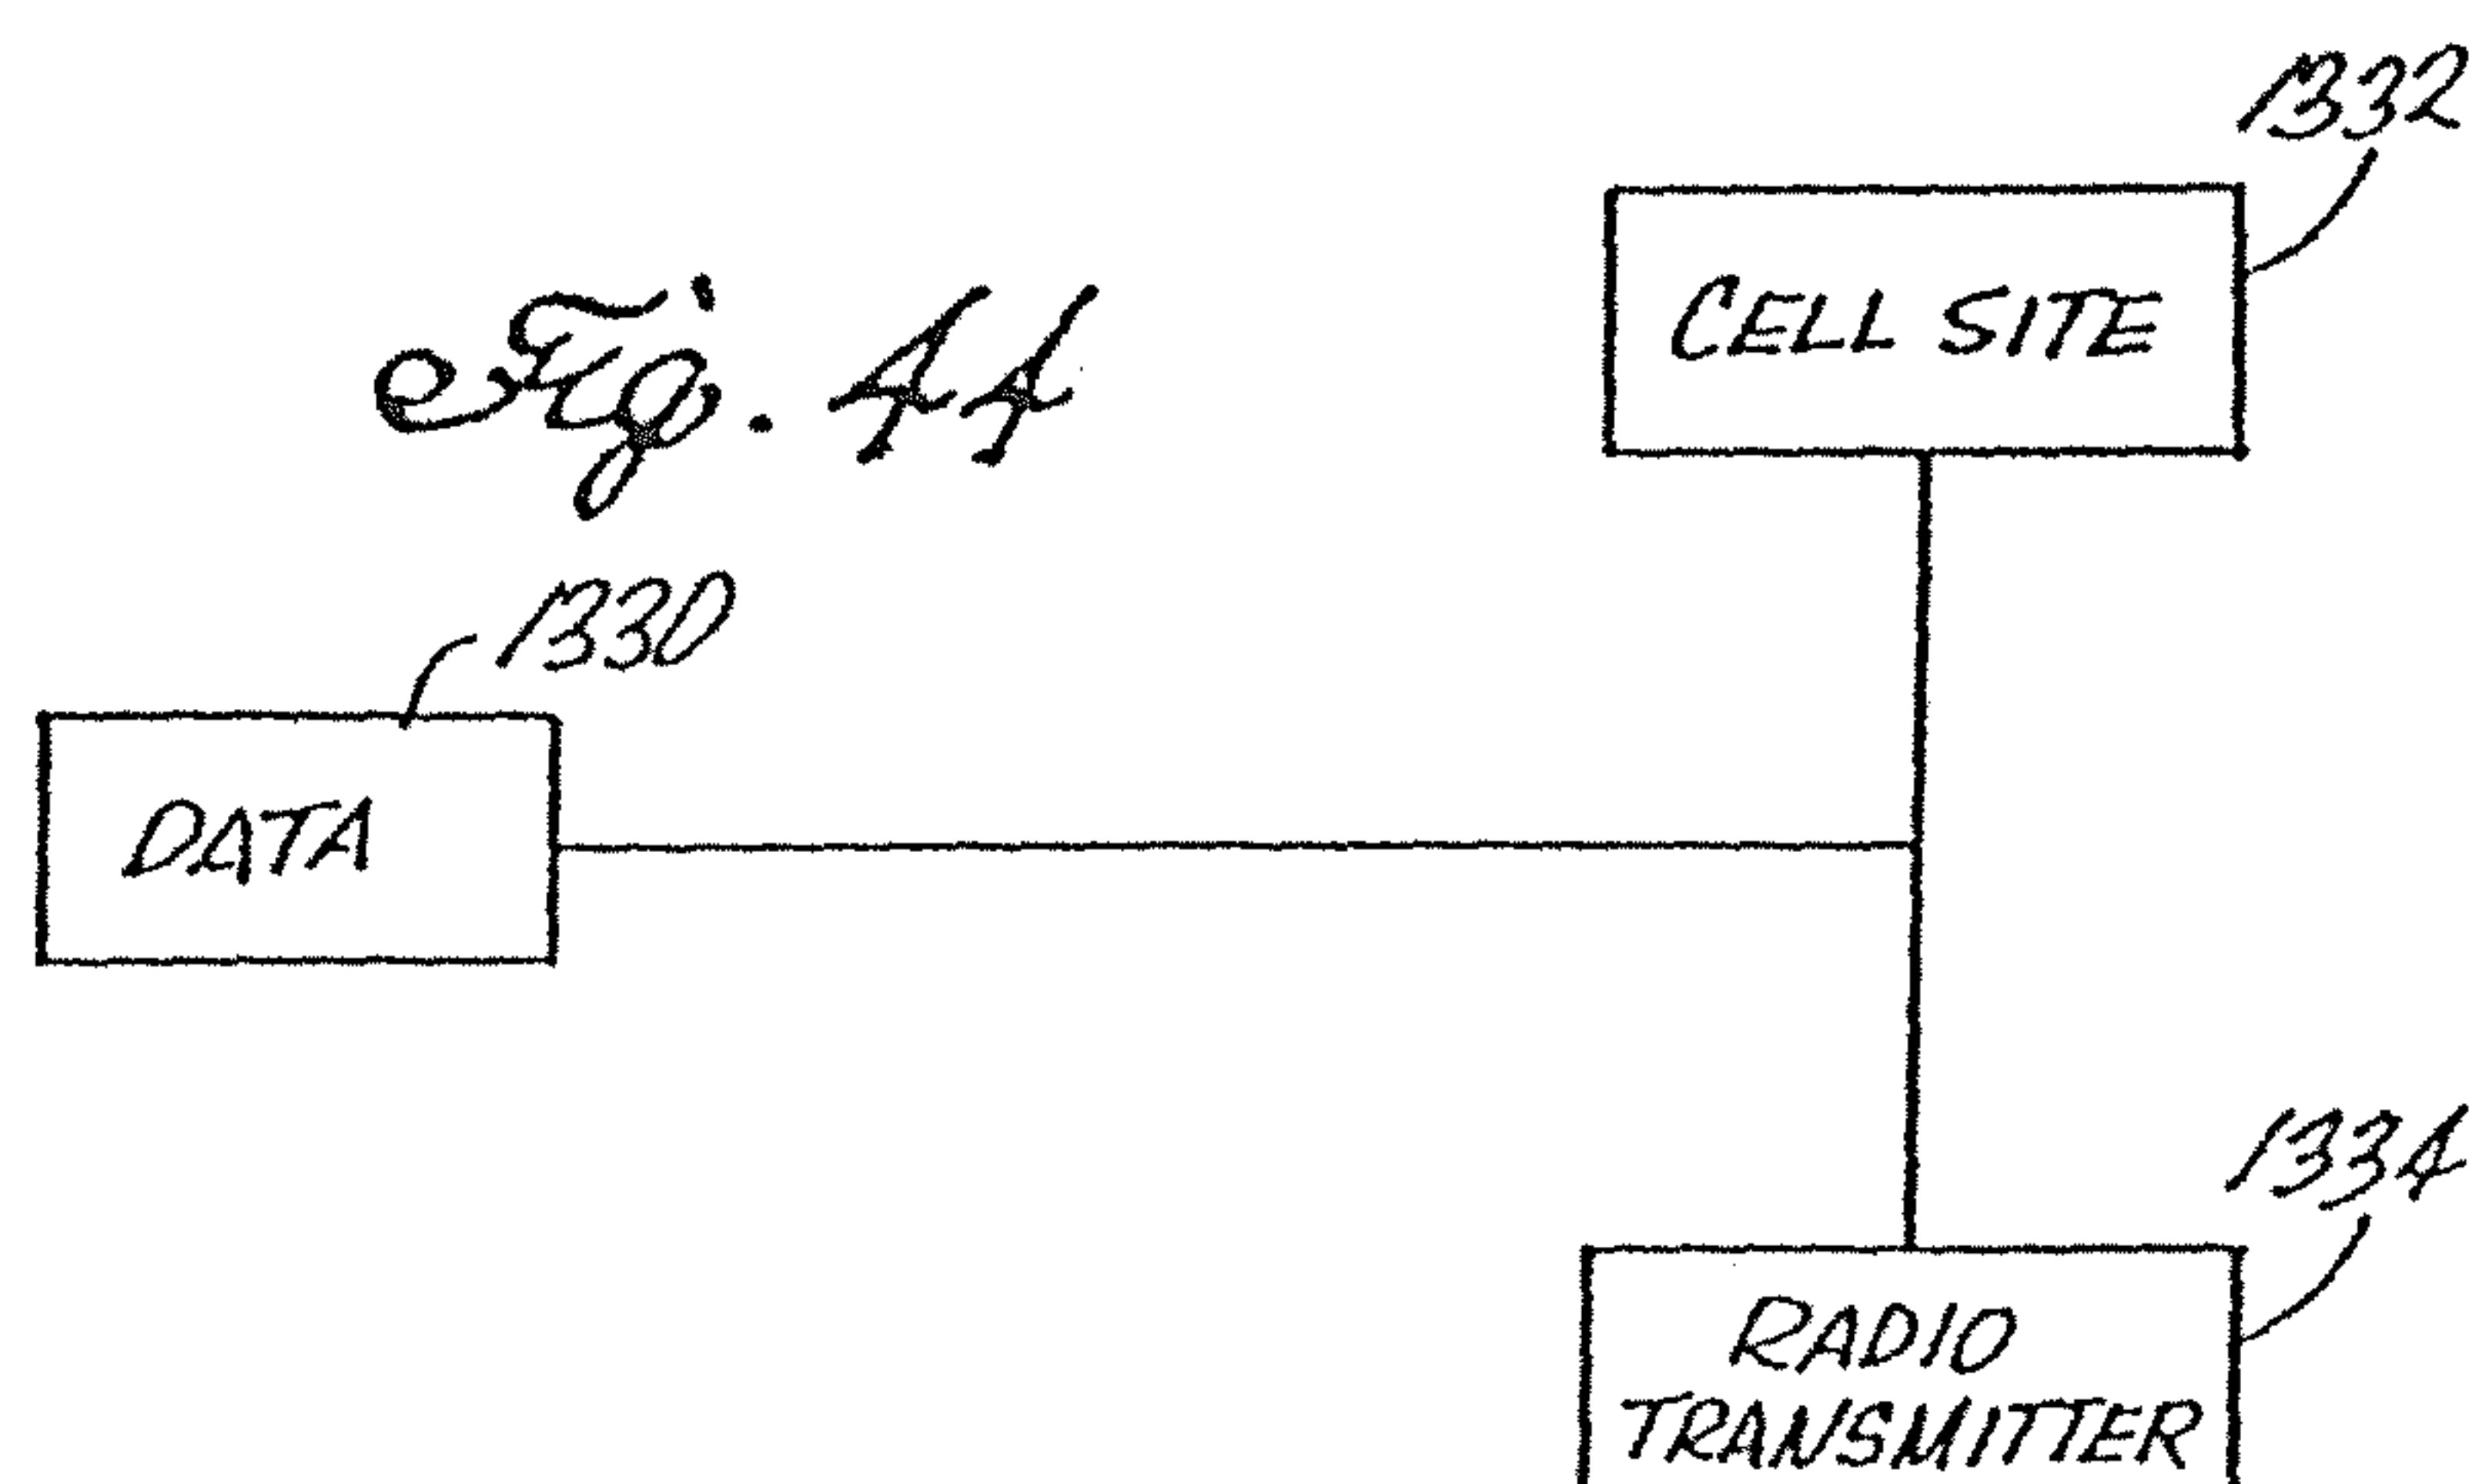 1332
CELL SITE
Fig. 44
1330
DATA
1334
RADIO
TRANSMITTER